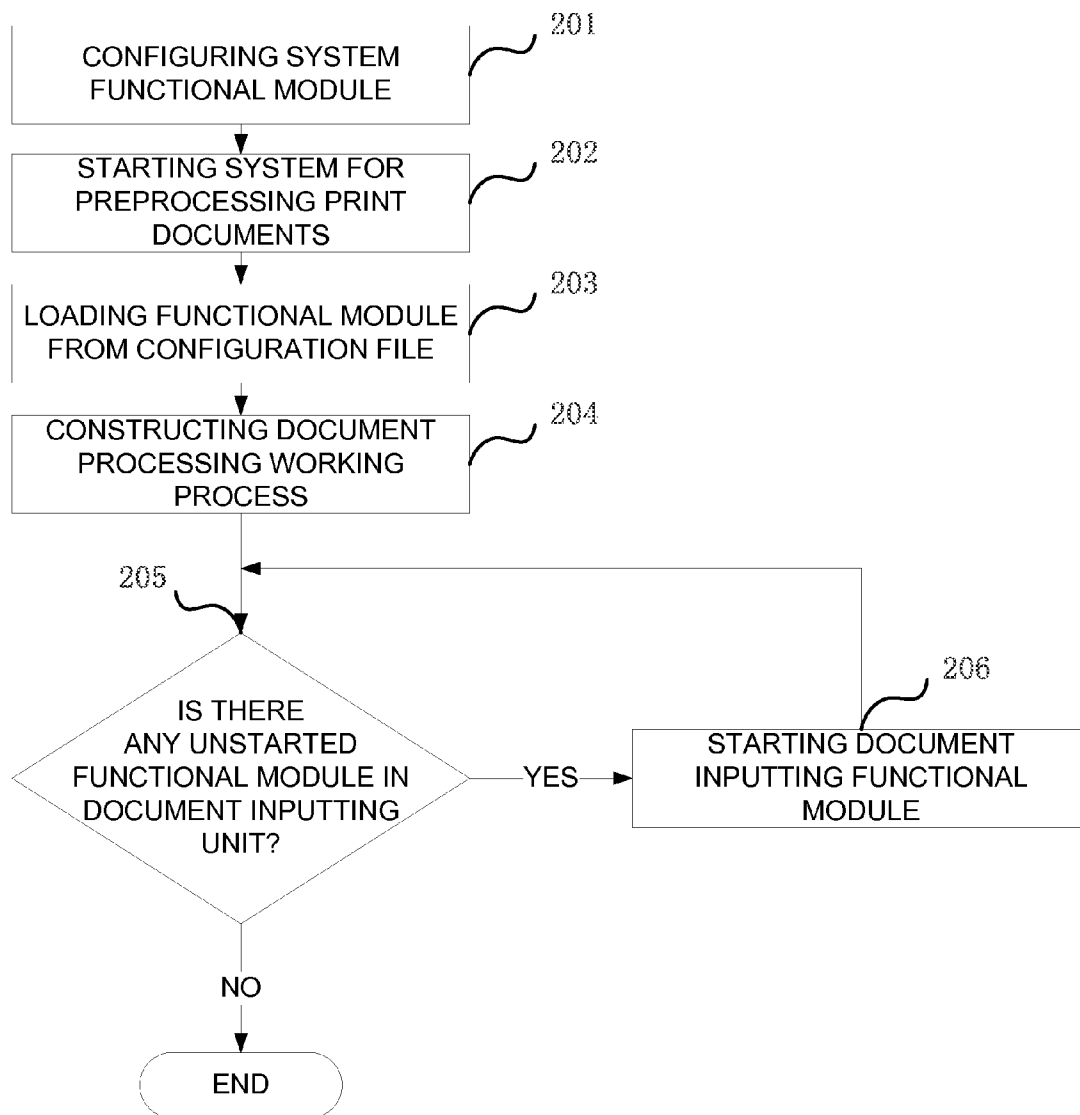 201
CONFIGURING SYSTEM
FUNCTIONAL MODULE
202
STARTING SYSTEM FOR
PREPROCESSING PRINT
DOCUMENTS
203
LOADING FUNCTIONAL MODULE
FROM CONFIGURATION FILE
204
CONSTRUCTING DOCUMENT
PROCESSING WORKING
PROCESS
205
IS THERE
ANY UNSTARTED
FUNCTIONAL MODULE IN
DOCUMENT INPUTTING
UNIT?
YES
206
STARTING DOCUMENT
INPUTTING FUNCTIONAL
MODULE
NO
END